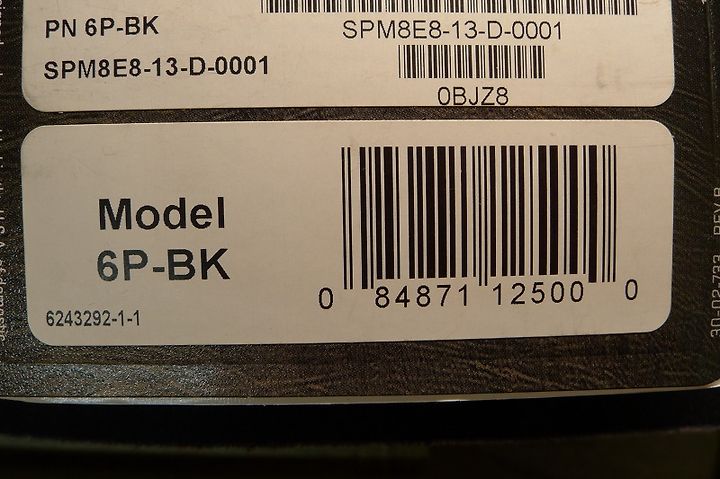 PN 6P-BK
SPM8E8-13-D-0001
SPM8E8-13-D-0001
0BJZ8
Model
6P-BK
6243292-1-1
0 84871 12500 0